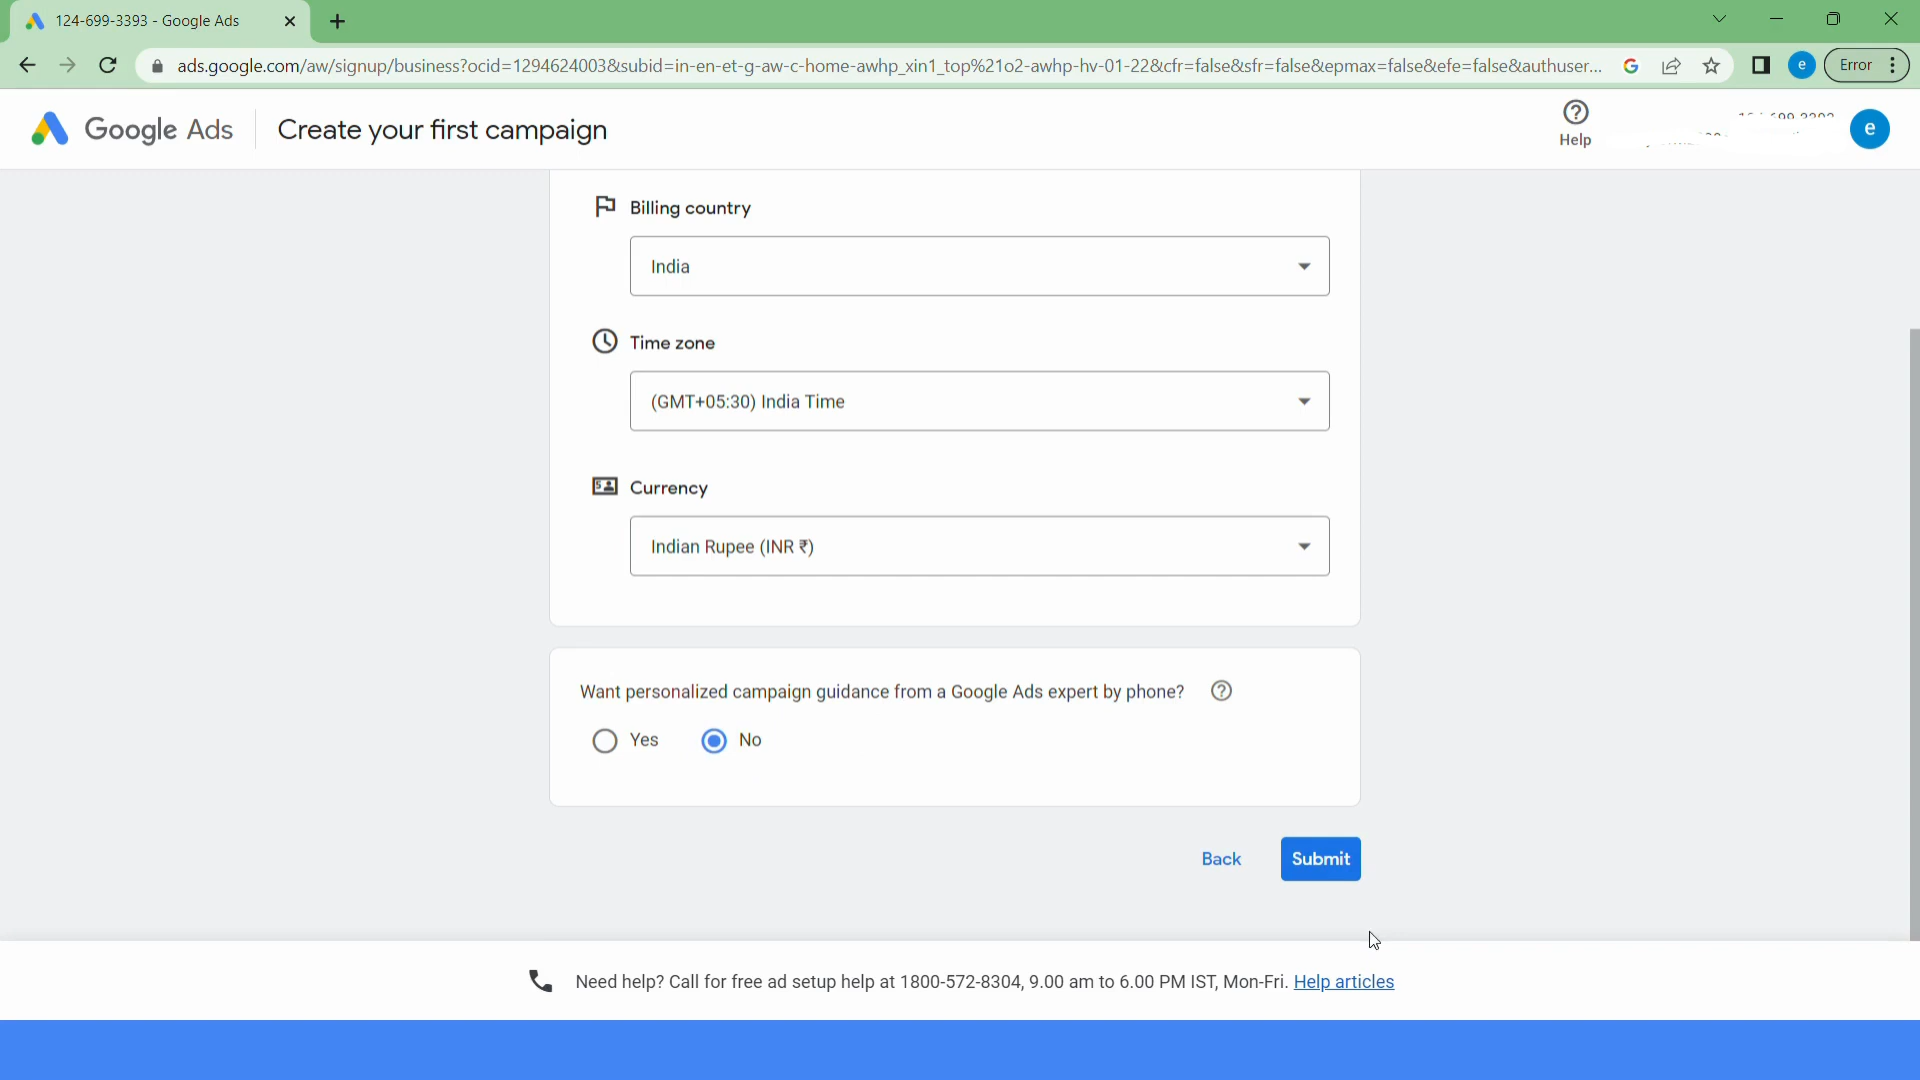 124-699-3393 - Google Ads
ads.google.com/aw/signup/business?ocid=1294624003&subid=in-en-et-g-aw-c-home-awhp_xin1_top%21o2-awhp-hv-01-22&cfr=false&sfr=false&epmax=false&efe=false&authuser...
e
Error
Google Ads
Create your first campaign
Help
e
Billing country
India
Time zone
(GMT+05:30) India Time
Currency
Indian Rupee (INR ₹)
Want personalized campaign guidance from a Google Ads expert by phone?
Yes
No
Back
Submit
Need help? Call for free ad setup help at 1800-572-8304, 9.00 am to 6.00 PM IST, Mon-Fri. Help articles